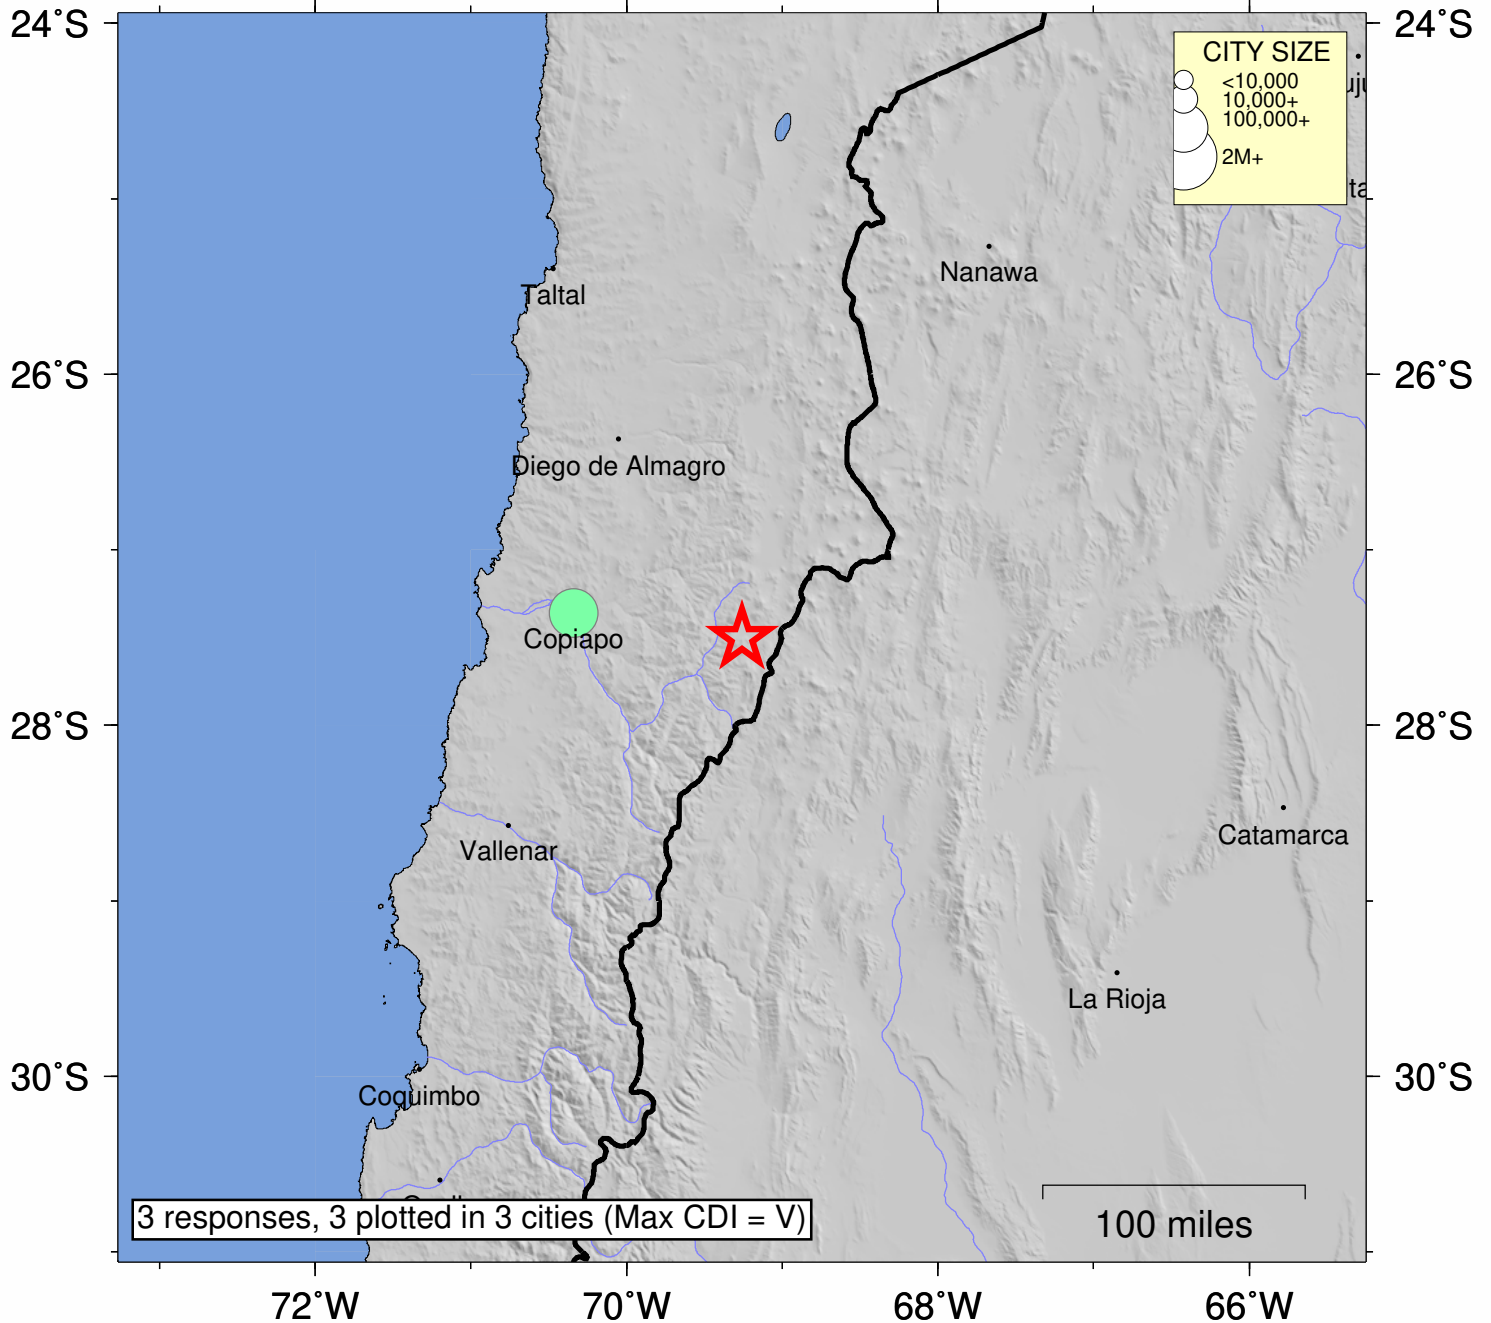 24°S
24°S
CITY SIZE
<10,000
10,000+
100,000+
2M+
Nanawa
Taltal
26°S
26°S
Diego de Almagro
Copiapo
28°S
28°S
Vallenar
Catamarca
La Rioja
30°S
30°S
Coquimbo
3 responses, 3 plotted in 3 cities (Max CDI = V)
100 miles
72°W
70°W
68°W
66°W